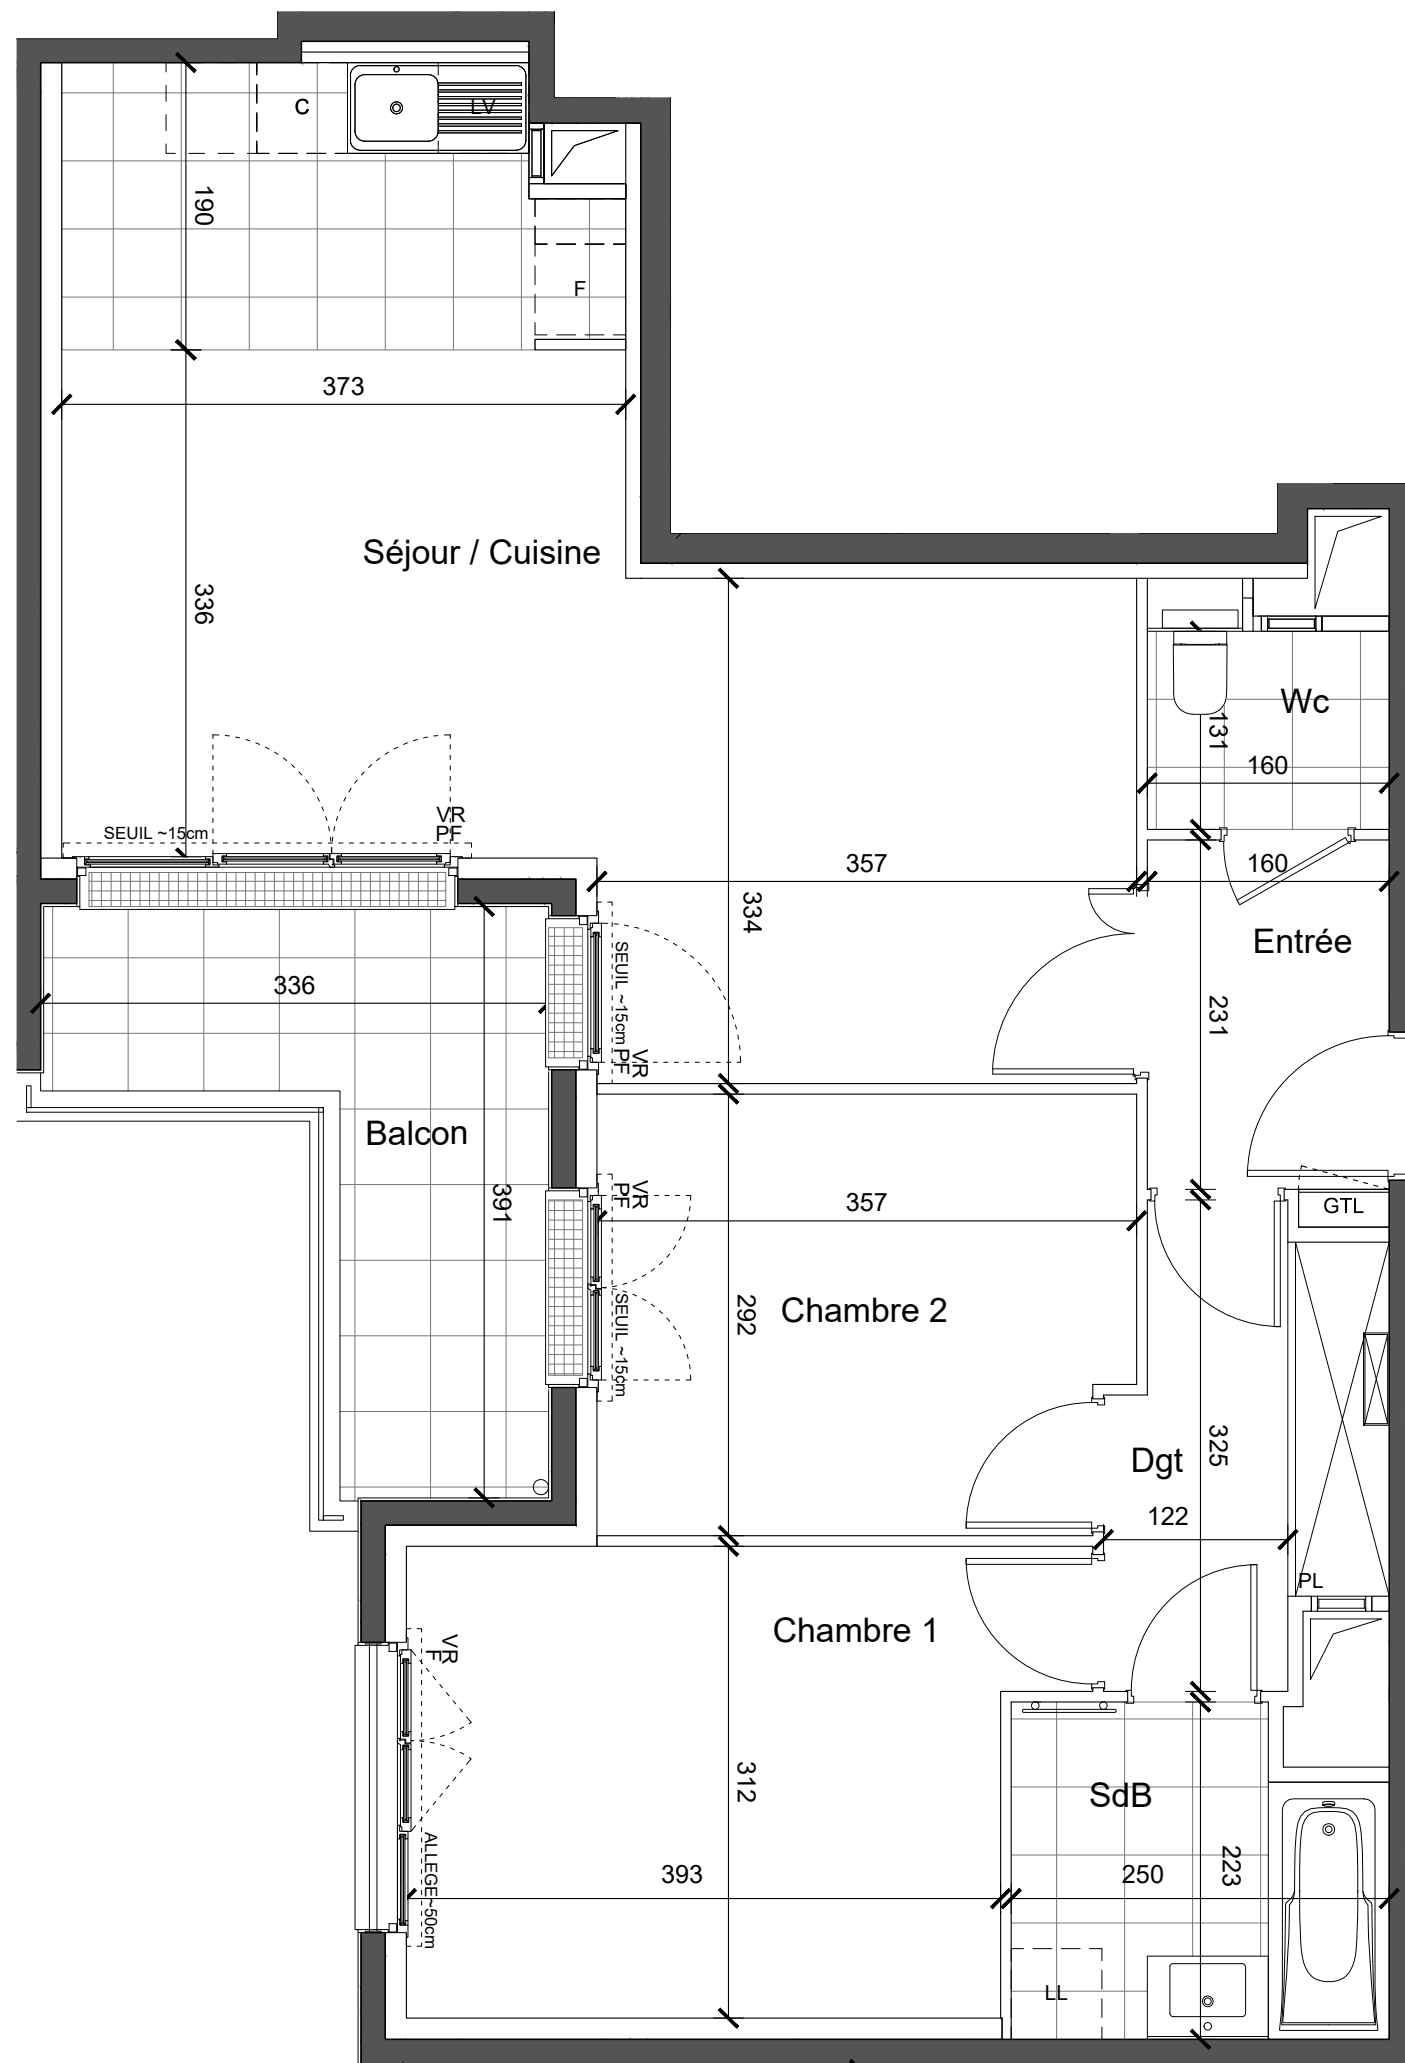 C
LV
190
F
373
Séjour / Cuisine
336
Wc
131
160
VR
PF
SEUIL ~15cm
357
160
334
Entrée
SEUIL ~15cm
VR
PF
336
231
Balcon
391
VR
PF
357
GTL
SEUIL ~15cm
292
Chambre 2
325
Dgt
122
PL
Chambre 1
VR
F
312
SdB
ALLEGE~50cm
393
250
223
LL